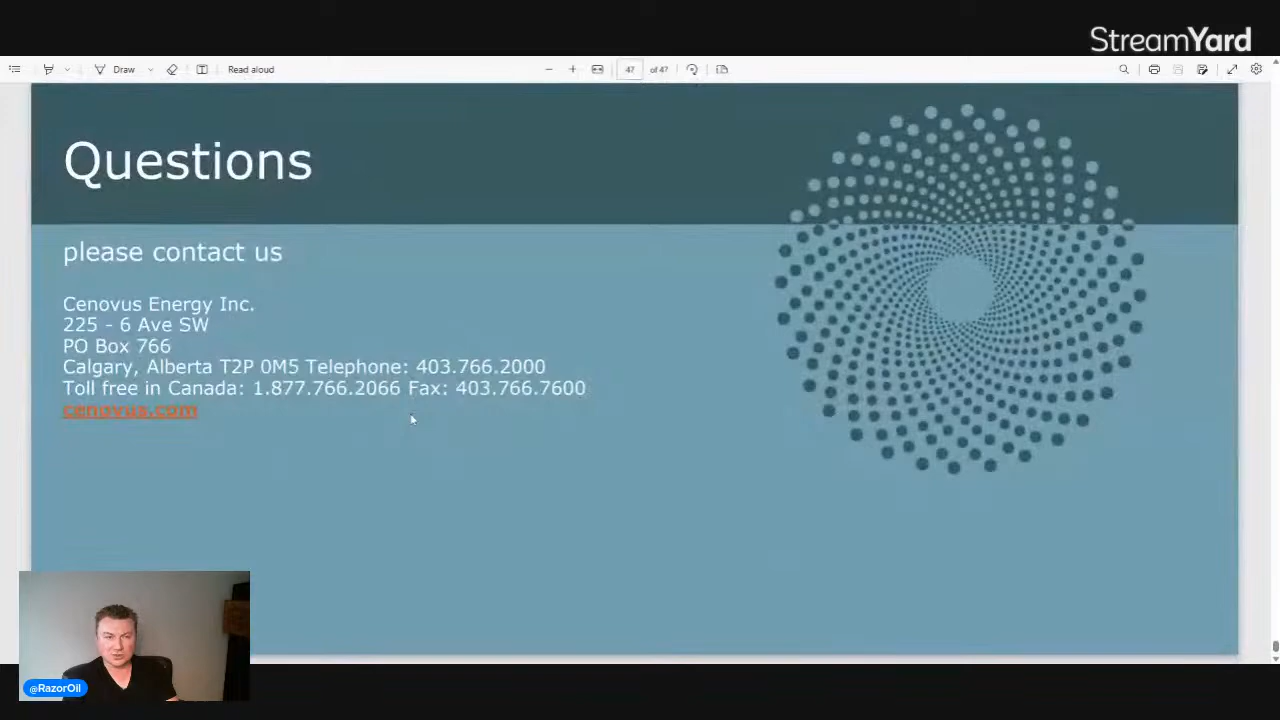 StreamYard
Draw
Read aloud
47 of 47
Questions
please contact us
Cenovus Energy Inc.
225 - 6 Ave SW
PO Box 766
Calgary, Alberta T2P 0M5 Telephone: 403.766.2000
Toll free in Canada: 1.877.766.2066 Fax: 403.766.7600
cenovus.com
@RazorOil